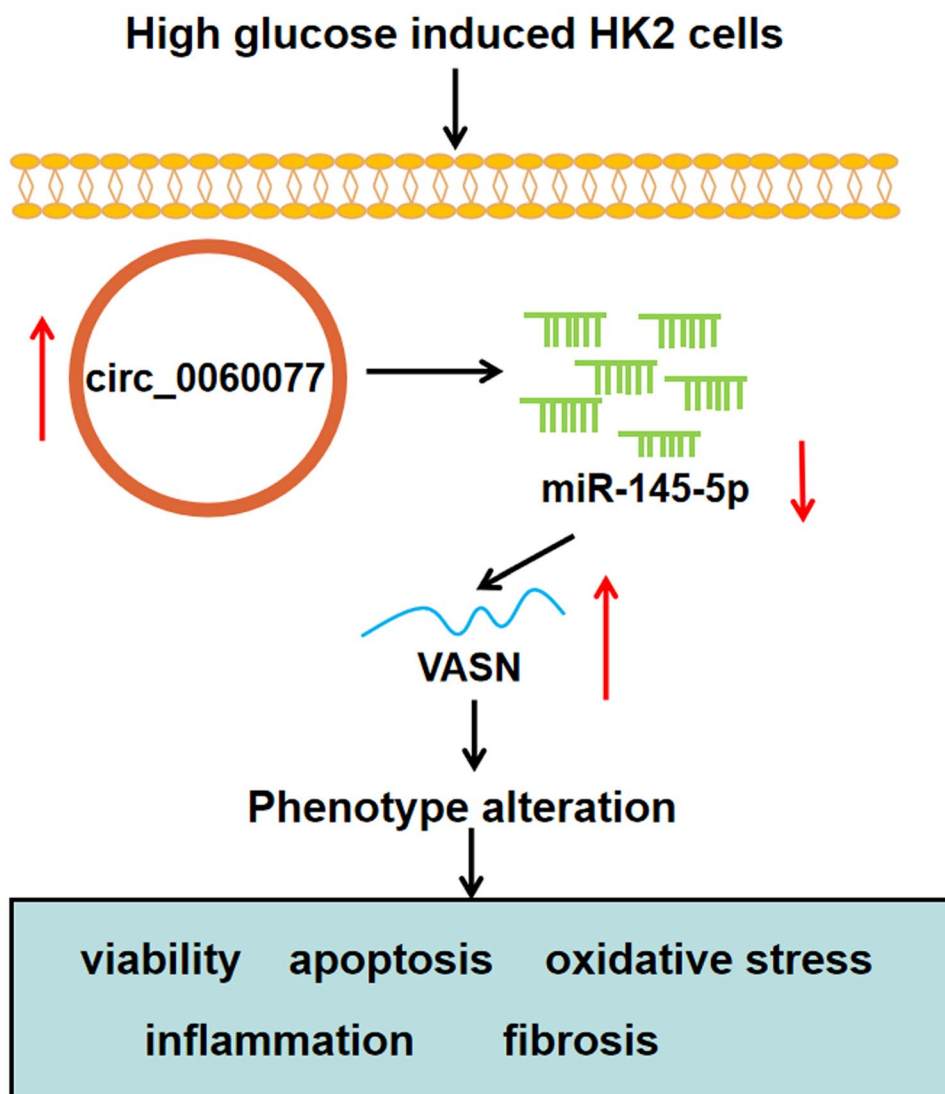 High glucose induced HK2 cells
circ_0060077
miR-145-5p
VASN
Phenotype alteration
viability apoptosis oxidative stress
inflammation fibrosis